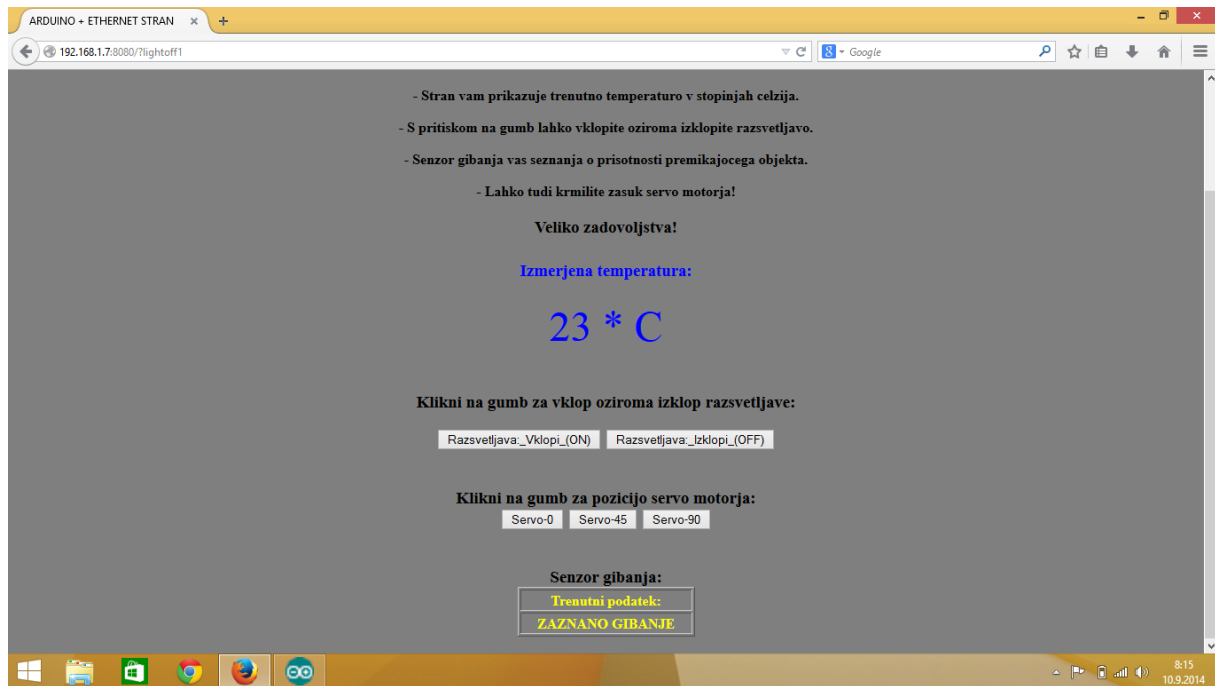 ARDUINO + ETHERNET STRAN
192.168.1.7:8080/?lightoff1
Google
- Stran vam prikazuje trenutno temperaturo v stopinjah celzija.
- S pritiskom na gumb lahko vklopite oziroma izklopite razsvetljavo.
- Senzor gibanja vas seznanja o prisotnosti premikajocega objekta.
- Lahko tudi krmilite zasuk servo motorja!
Veliko zadovoljstva!
Izmerjena temperatura:
23 * C
Klikni na gumb za vklop oziroma izklop razsvetljave:
Razsvetljava:_Vklopi_(ON) Razsvetljava:_Izklopi_(OFF)
Klikni na gumb za pozicijo servo motorja:
Servo-0 Servo-45 Servo-90
Senzor gibanja:
Trenutni podatek:
ZAZNANO GIBANJE
8:15
10.9.2014